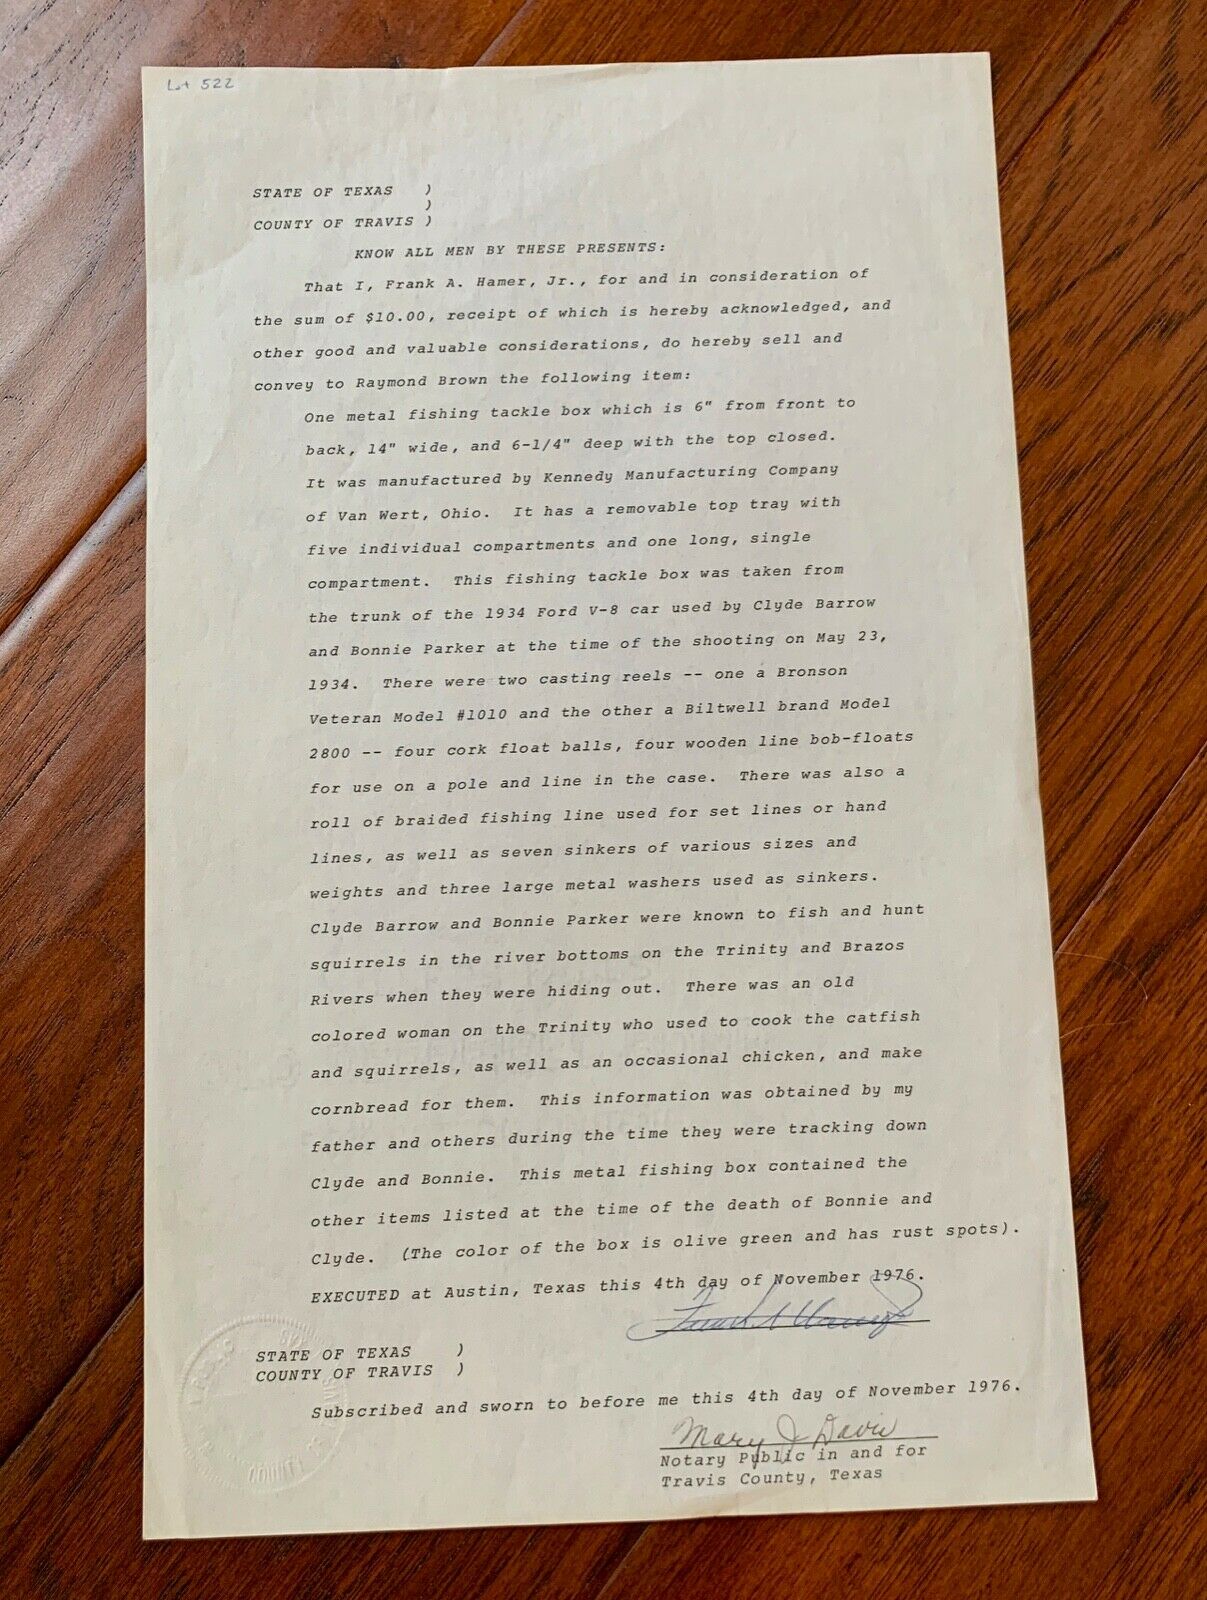 Lot 522
STATE OF TEXAS )
)
COUNTY OF TRAVIS )
KNOW ALL MEN BY THESE PRESENTS:
That I, Frank A. Hamer, Jr., for and in consideration of
the sum of $10.00, receipt of which is hereby acknowledged, and
other good and valuable considerations, do hereby sell and
convey to Raymond Brown the following item:
One metal fishing tackle box which is 6" from front to
back, 14" wide, and 6-1/4" deep with the top closed.
It was manufactured by Kennedy Manufacturing Company
of Van Wert, Ohio. It has a removable top tray with
five individual compartments and one long, single
compartment. This fishing tackle box was taken from
the trunk of the 1934 Ford V-8 car used by Clyde Barrow
and Bonnie Parker at the time of the shooting on May 23,
1934. There were two casting reels -- one a Bronson
Veteran Model #1010 and the other a Biltwell brand Model
2800 -- four cork float balls, four wooden line bob-floats
for use on a pole and line in the case. There was also a
roll of braided fishing line used for set lines or hand
lines, as well as seven sinkers of various sizes and
weights and three large metal washers used as sinkers.
Clyde Barrow and Bonnie Parker were known to fish and hunt
squirrels in the river bottoms on the Trinity and Brazos
Rivers when they were hiding out. There was an old
colored woman on the Trinity who used to cook the catfish
and squirrels, as well as an occasional chicken, and make
cornbread for them. This information was obtained by my
father and others during the time they were tracking down
Clyde and Bonnie. This metal fishing box contained the
other items listed at the time of the death of Bonnie and
Clyde. (The color of the box is olive green and has rust spots).
EXECUTED at Austin, Texas this 4th day of November 1976.
STATE OF TEXAS )
COUNTY OF TRAVIS )
Subscribed and sworn to before me this 4th day of November 1976.
Mary J Davis
Notary Public in and for
Travis County, Texas